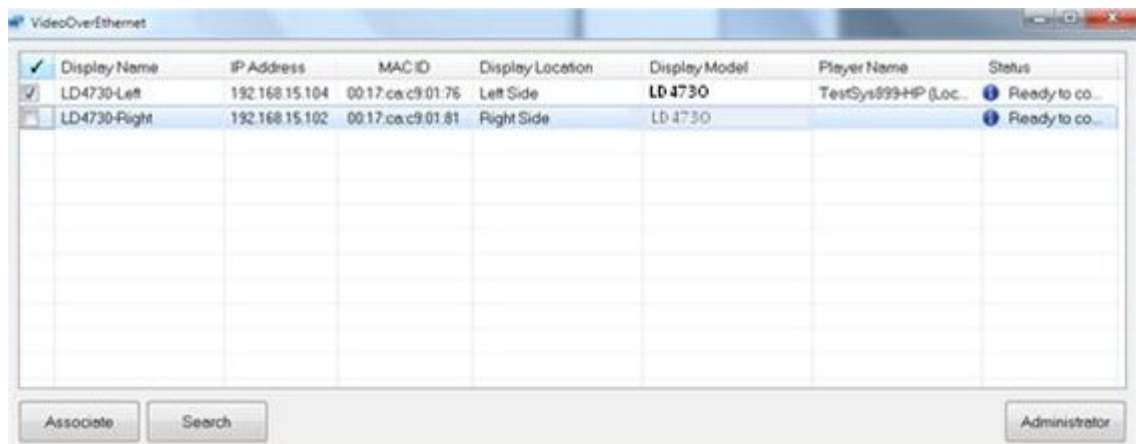 VideoOverEthernet
✓ Display Name IP Address MAC ID Display Location Display Model Player Name Status
LD4730-Left 192.168.15.104 00:17:ca:c9:01:76 Left Side LD4730 TestSys899-HP (Loc... Ready to co...
LD4730-Right 192.168.15.102 00:17:ca:c9:01:81 Right Side LD4730 Ready to co...
Associate Search Administrator